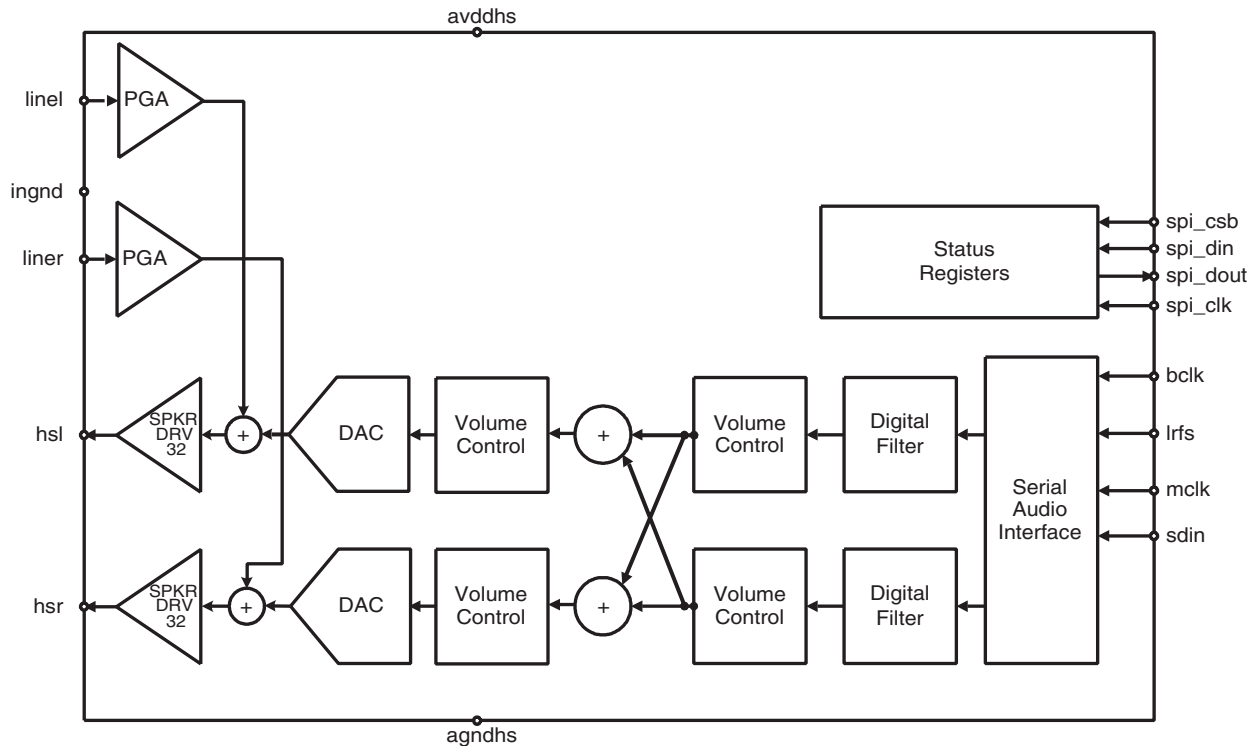 avddhs
linel
PGA
ingnd
liner
PGA
Status
Registers
spi_csb
spi_din
spi_dout
spi_clk
hsl
SPKR
DRV
32
+
DAC
Volume
Control
+
Volume
Control
Digital
Filter
Serial
Audio
Interface
bclk
lrfs
mclk
sdin
hsr
SPKR
DRV
32
+
DAC
Volume
Control
+
Volume
Control
Digital
Filter
agndhs